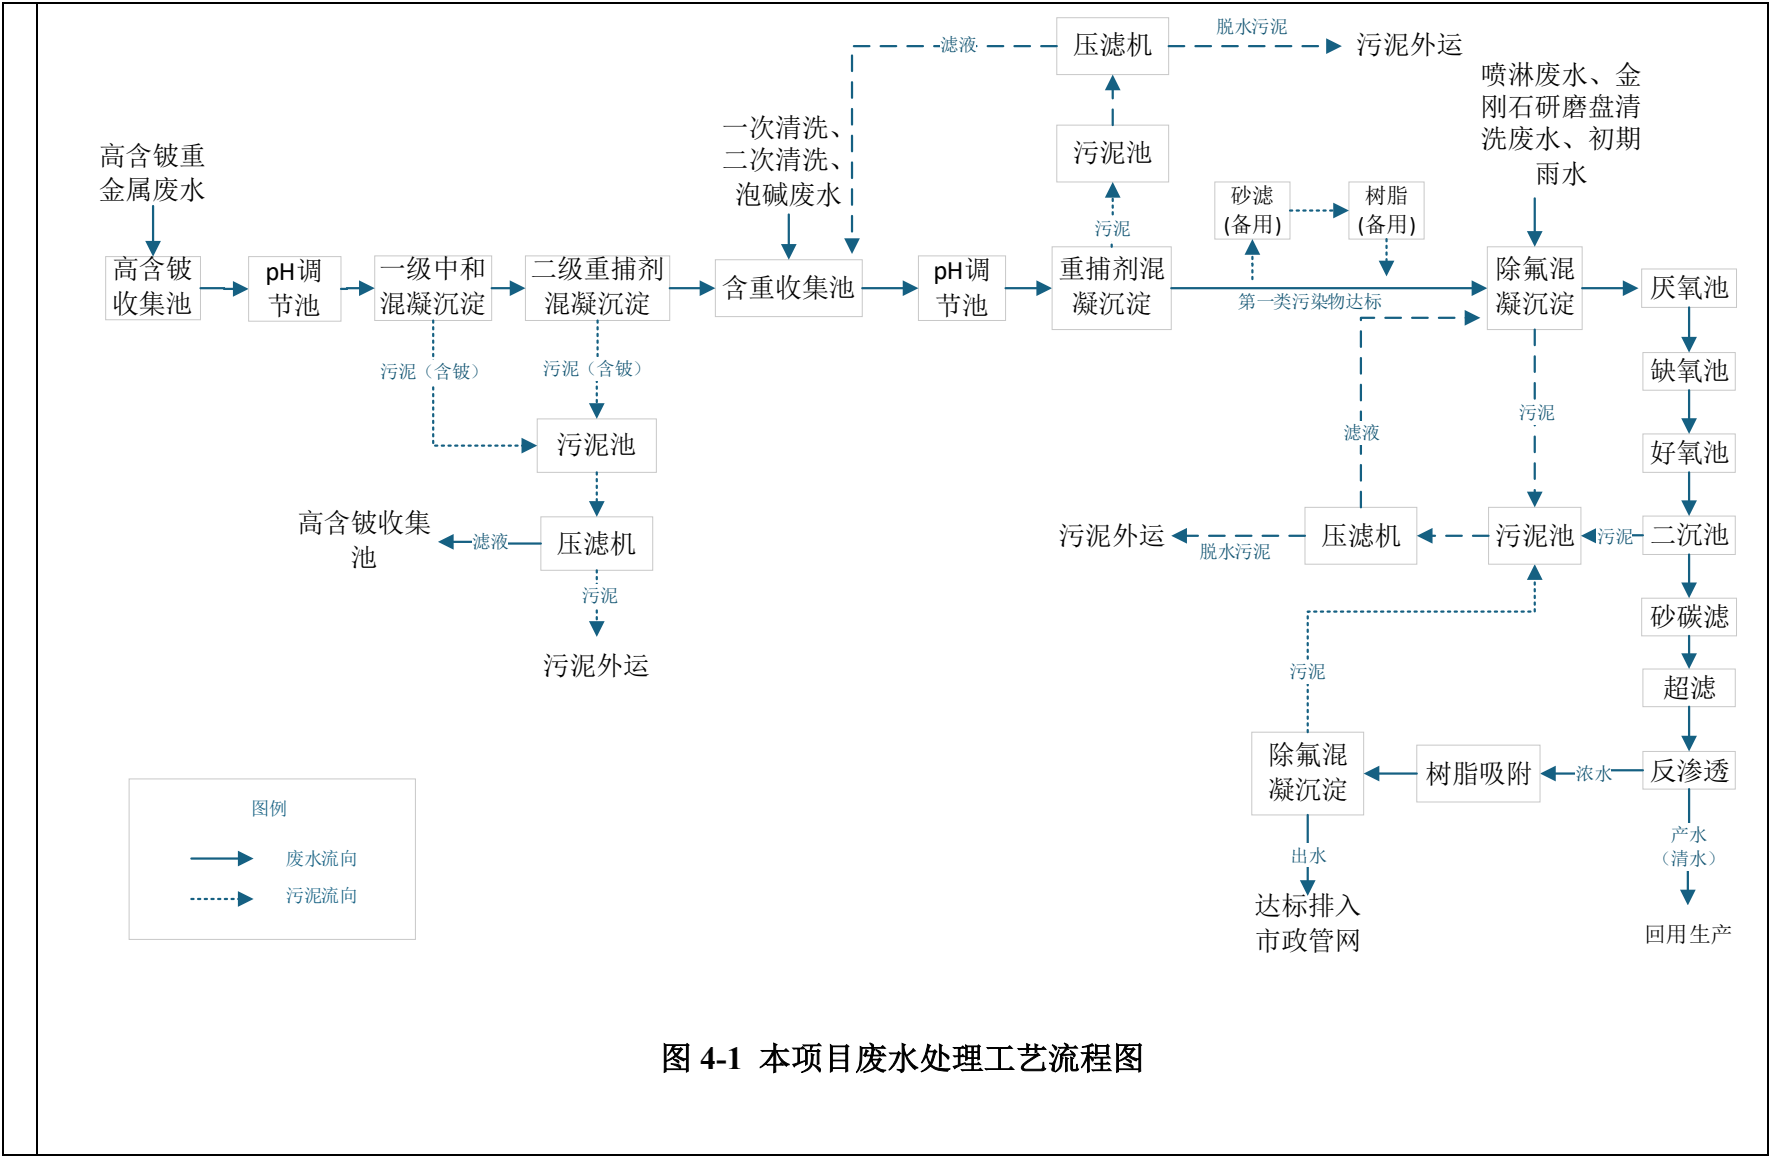 滤液
压滤机
脱水污泥
污泥外运
喷淋废水、金
刚石研磨盘清
洗废水、初期
雨水
一次清洗、
二次清洗、
泡碱废水
污泥池
高含铍重
金属废水
砂滤
(备用)
树脂
(备用)
污泥
高含铍
收集池
pH调
节池
一级中和
混凝沉淀
二级重捕剂
混凝沉淀
含重收集池
pH调
节池
重捕剂混
凝沉淀
第一类污染物达标
除氟混
凝沉淀
厌氧池
污泥（含铍）
污泥（含铍）
缺氧池
污泥
滤液
污泥池
好氧池
高含铍收集
池
滤液
压滤机
污泥外运
脱水污泥
压滤机
污泥池
污泥
二沉池
污泥
污泥外运
砂碳滤
污泥
超滤
除氟混
凝沉淀
树脂吸附
浓水
反渗透
图例
废水流向
污泥流向
产水
（清水）
出水
达标排入
市政管网
回用生产
图 4-1 本项目废水处理工艺流程图